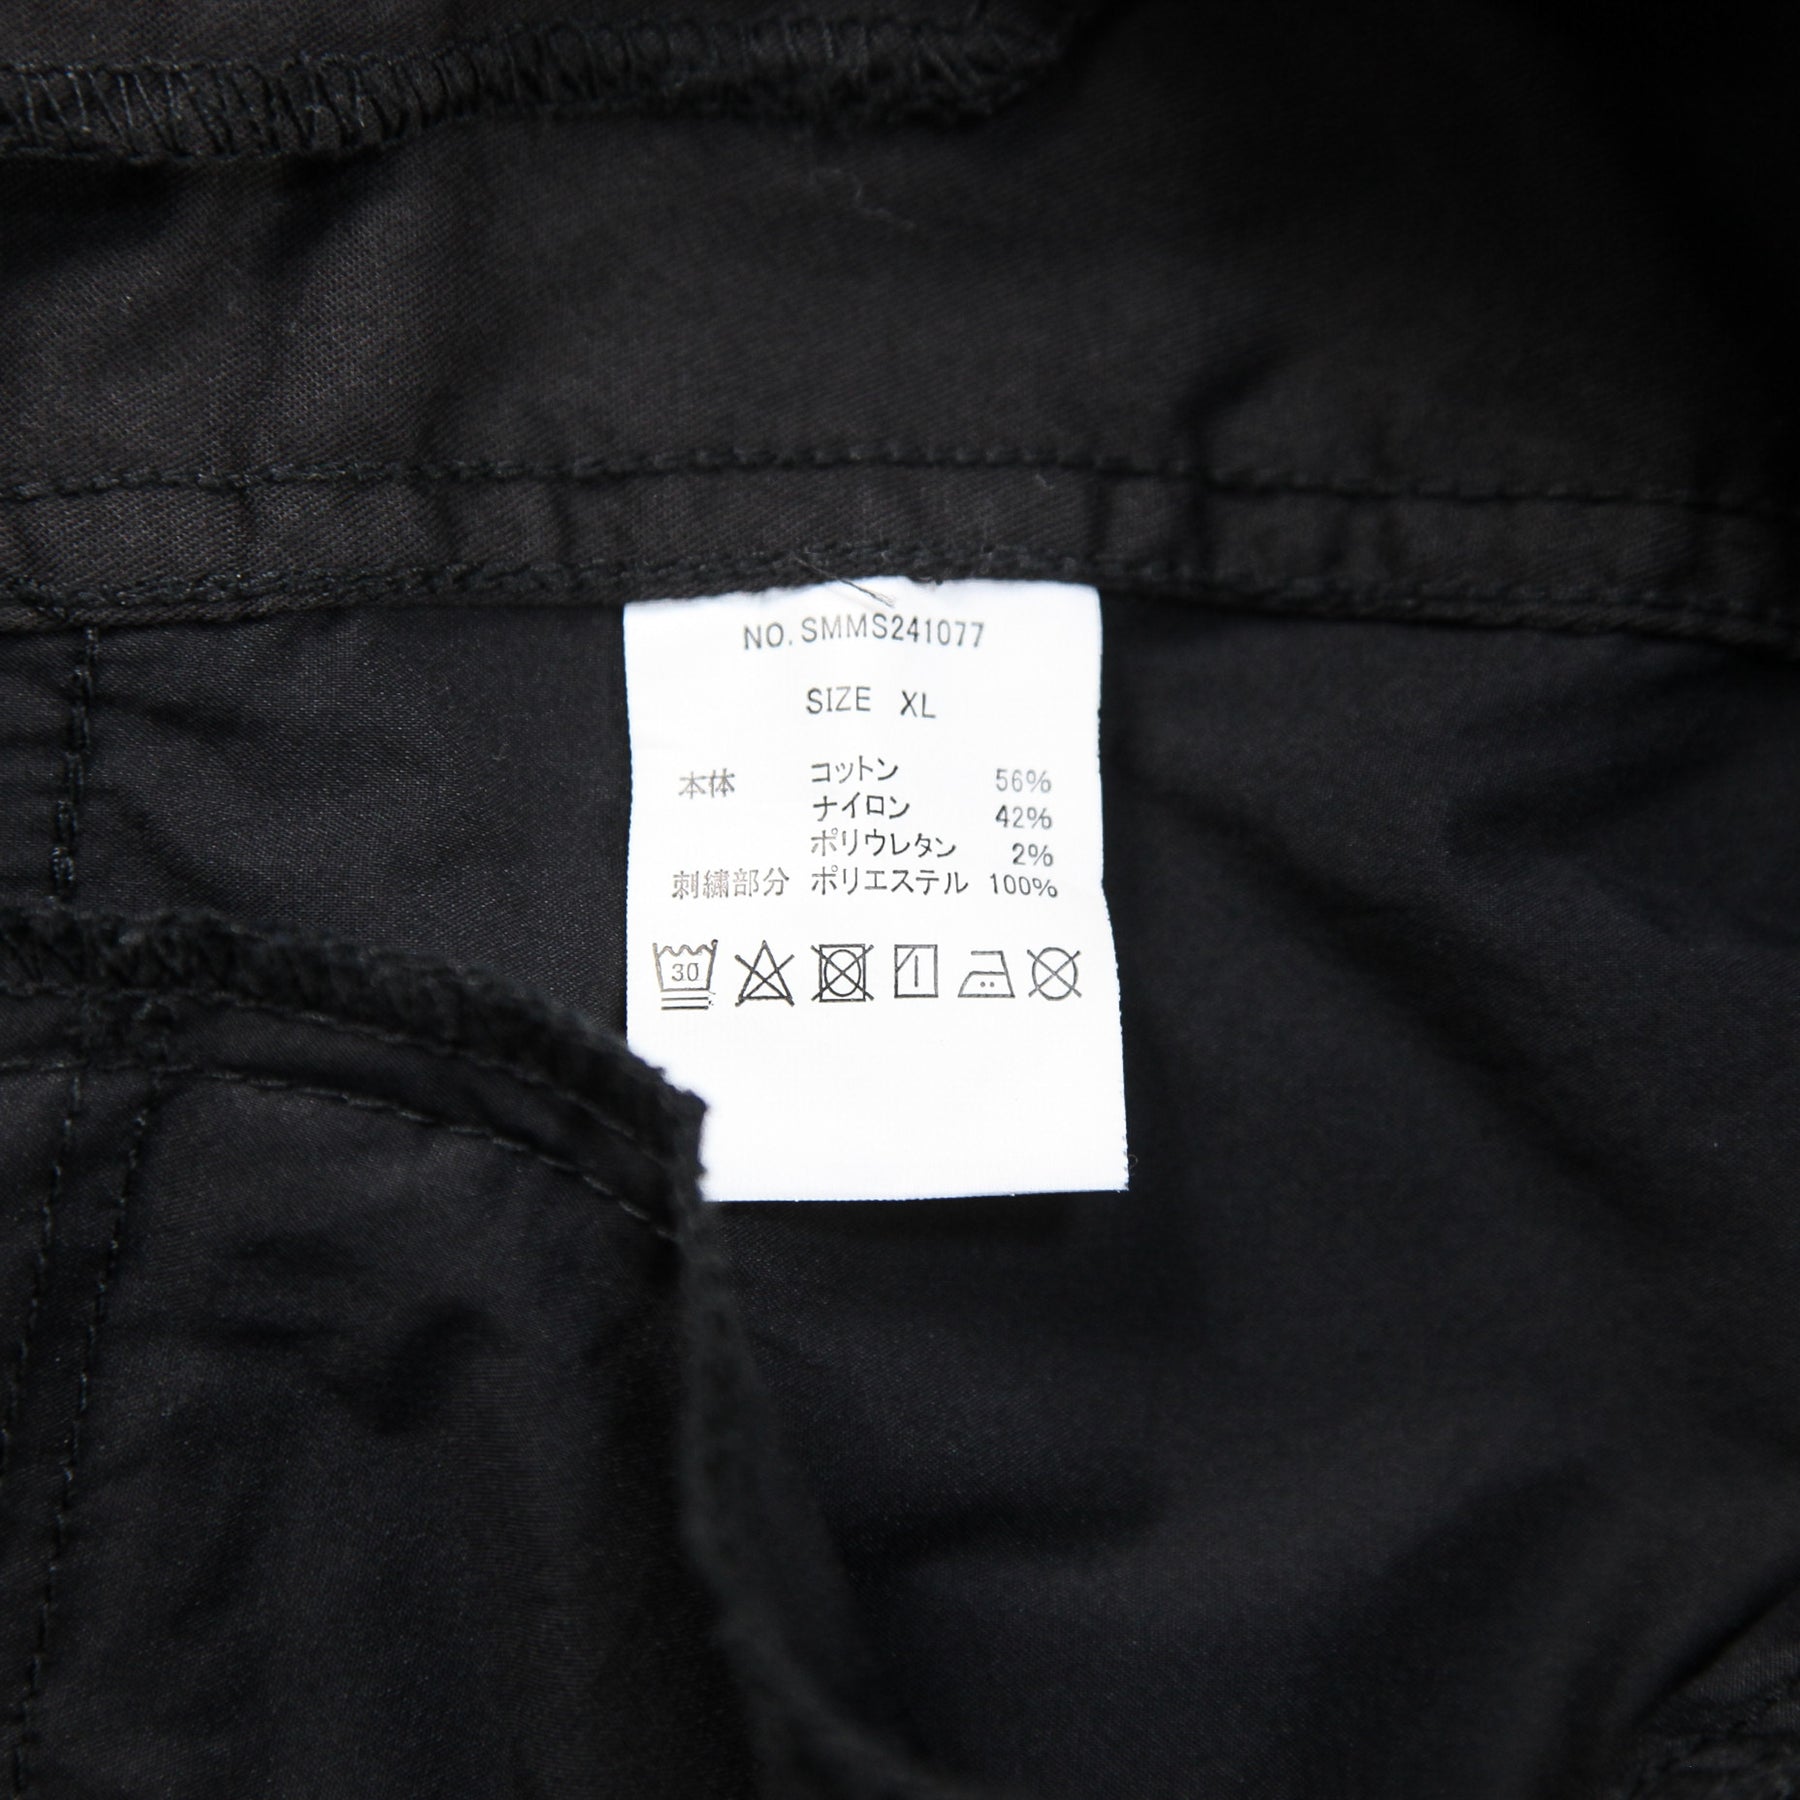 NO. SMMS241077
SIZE XL
本体 コットン 56%
ナイロン 42%
ポリウレタン 2%
刺繍部分 ポリエステル 100%
30